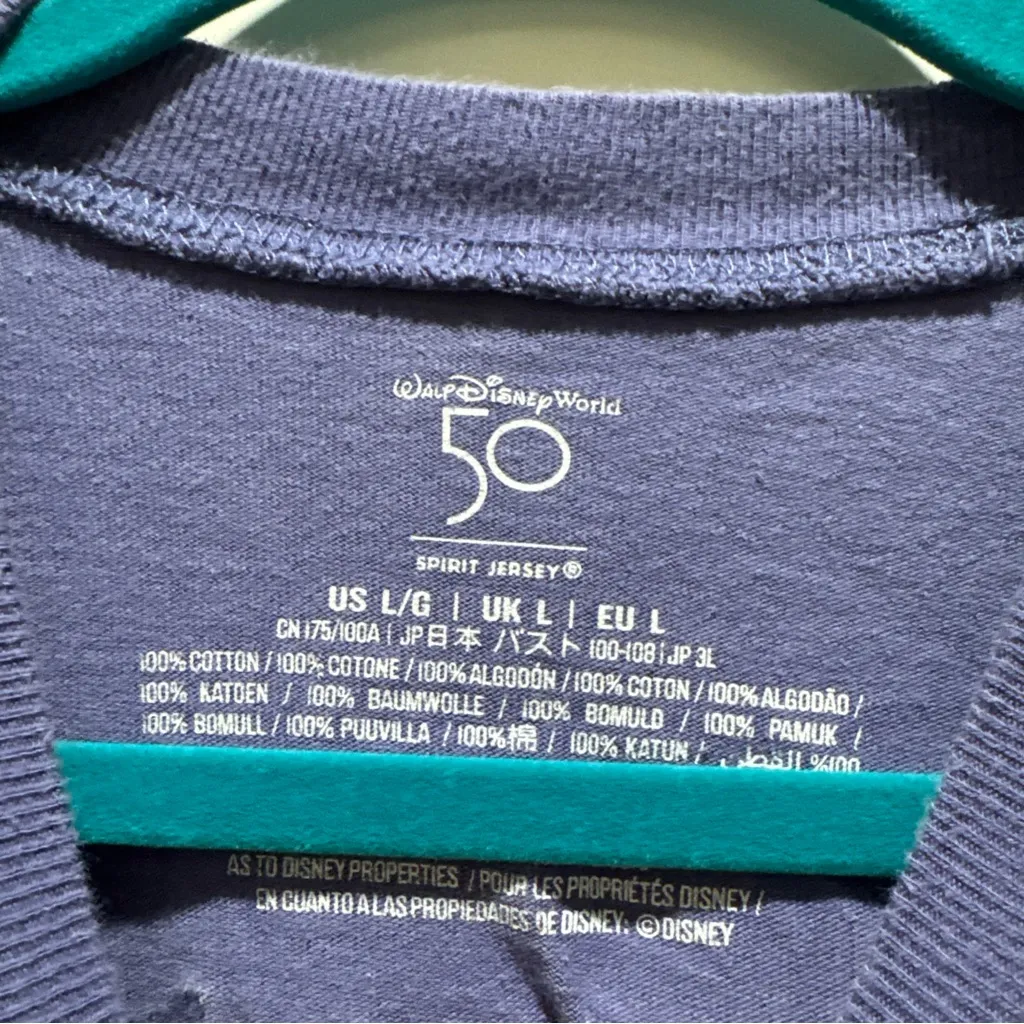 WALT DISNEY World
50
SPIRIT JERSEY®
US L/G | UK L | EU L
CN 175/100A | JP日本 バスト 100-108 | JP 3L
100% COTTON / 100% COTONE / 100% ALGODÓN / 100% COTON / 100% ALGODÃO /
100% KATOEN / 100% BAUMWOLLE / 100% BOMULD / 100% PAMUK /
100% BOMULL / 100% PUUVILLA / 100%棉 / 100% KATUN / القطن %100
AS TO DISNEY PROPERTIES / POUR LES PROPRIÉTÉS DISNEY /
EN CUANTO A LAS PROPIEDADES DE DISNEY: ©DISNEY